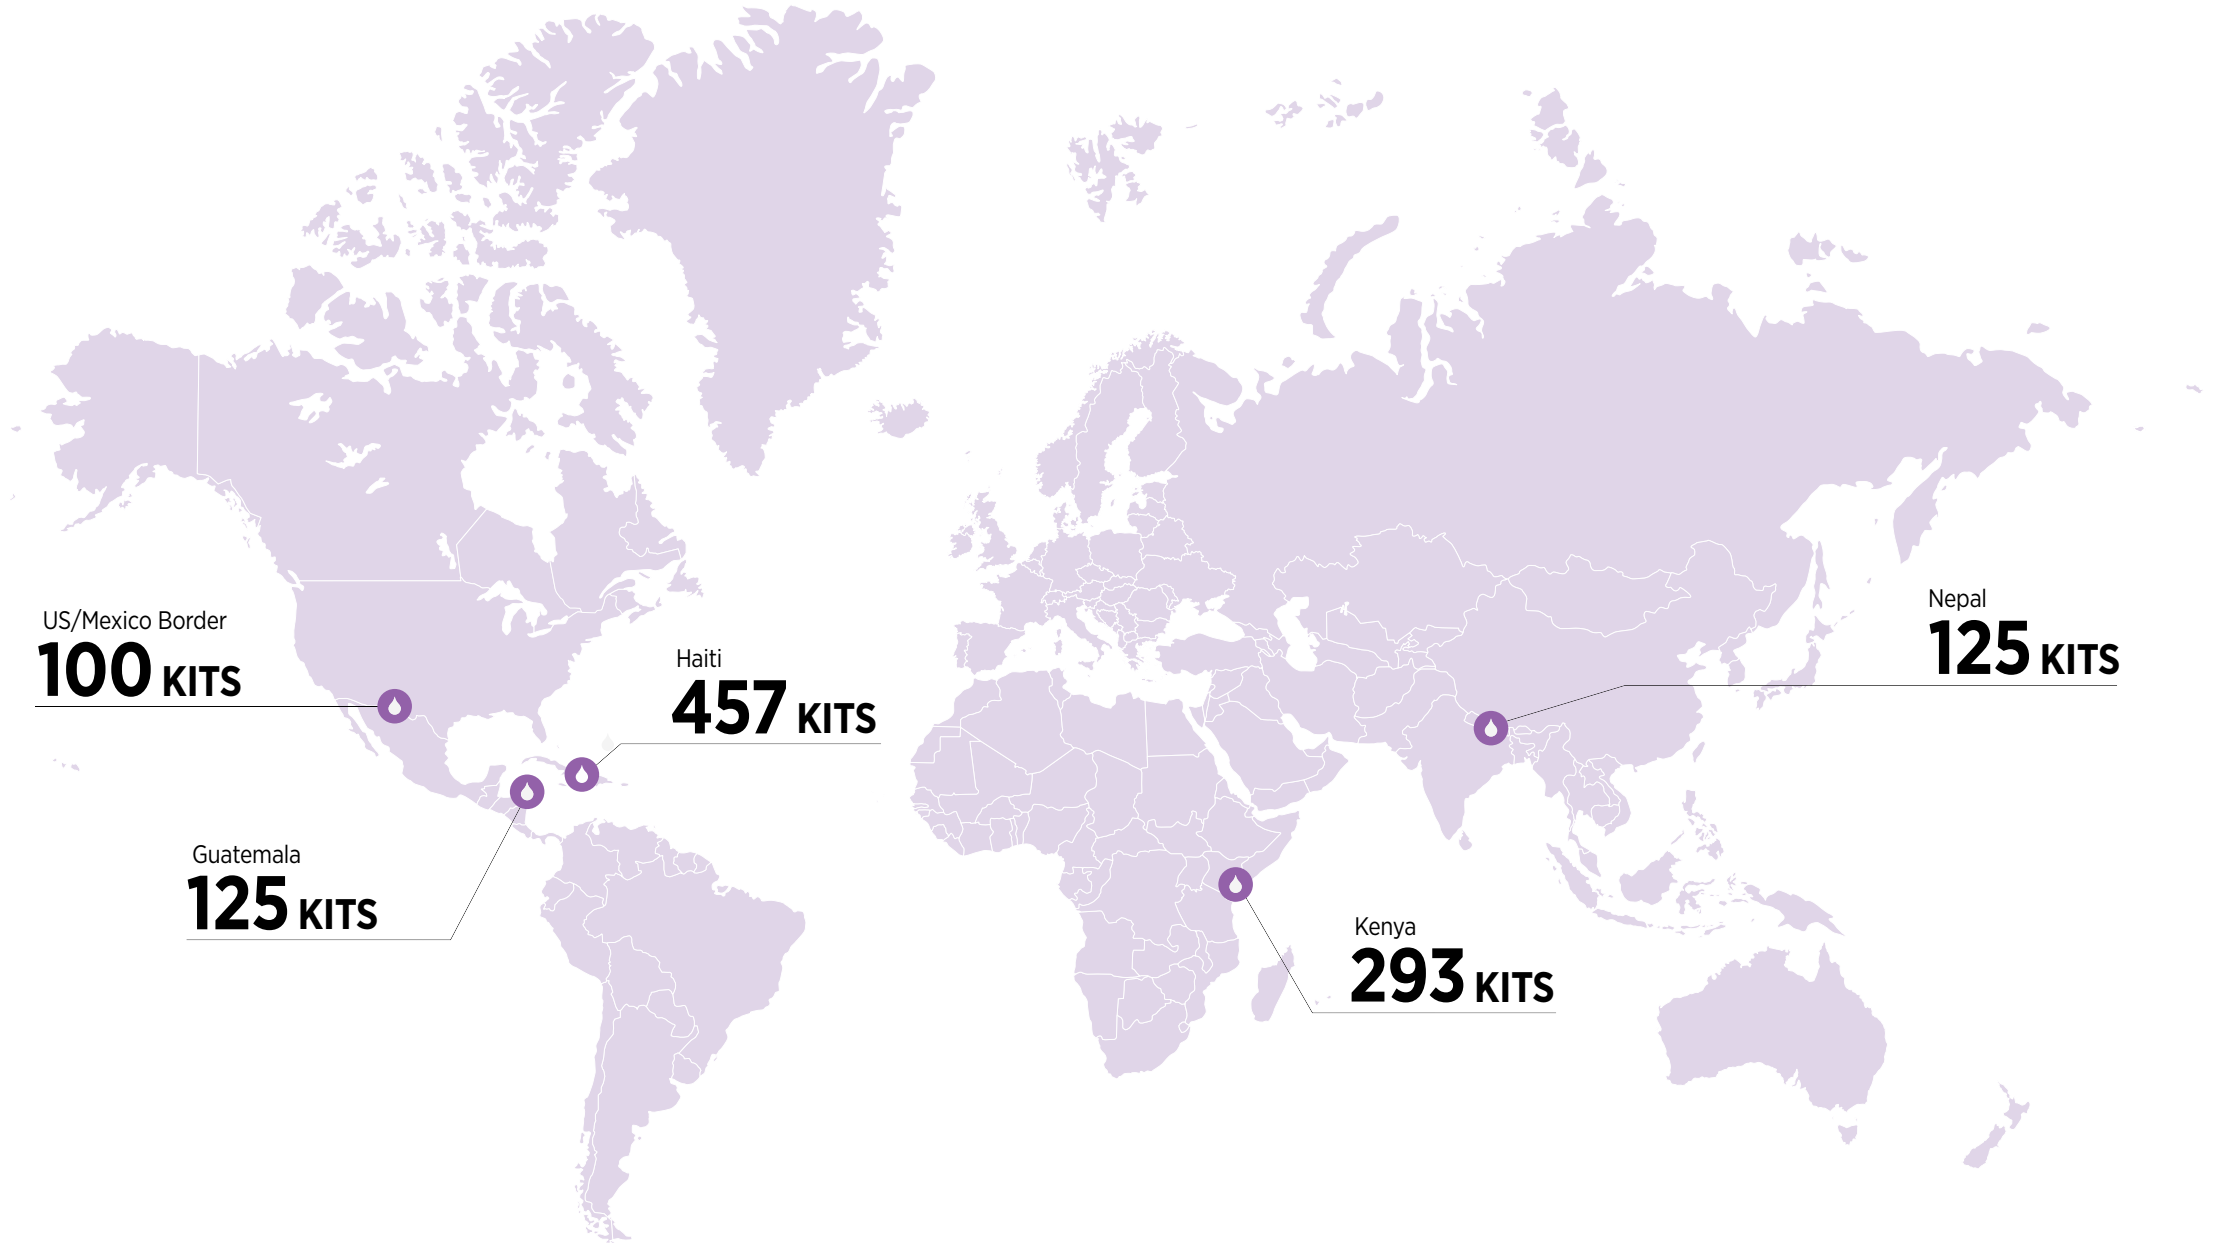 US/Mexico Border
100 KITS
Haiti
457 KITS
Nepal
125 KITS
Guatemala
125 KITS
Kenya
293 KITS